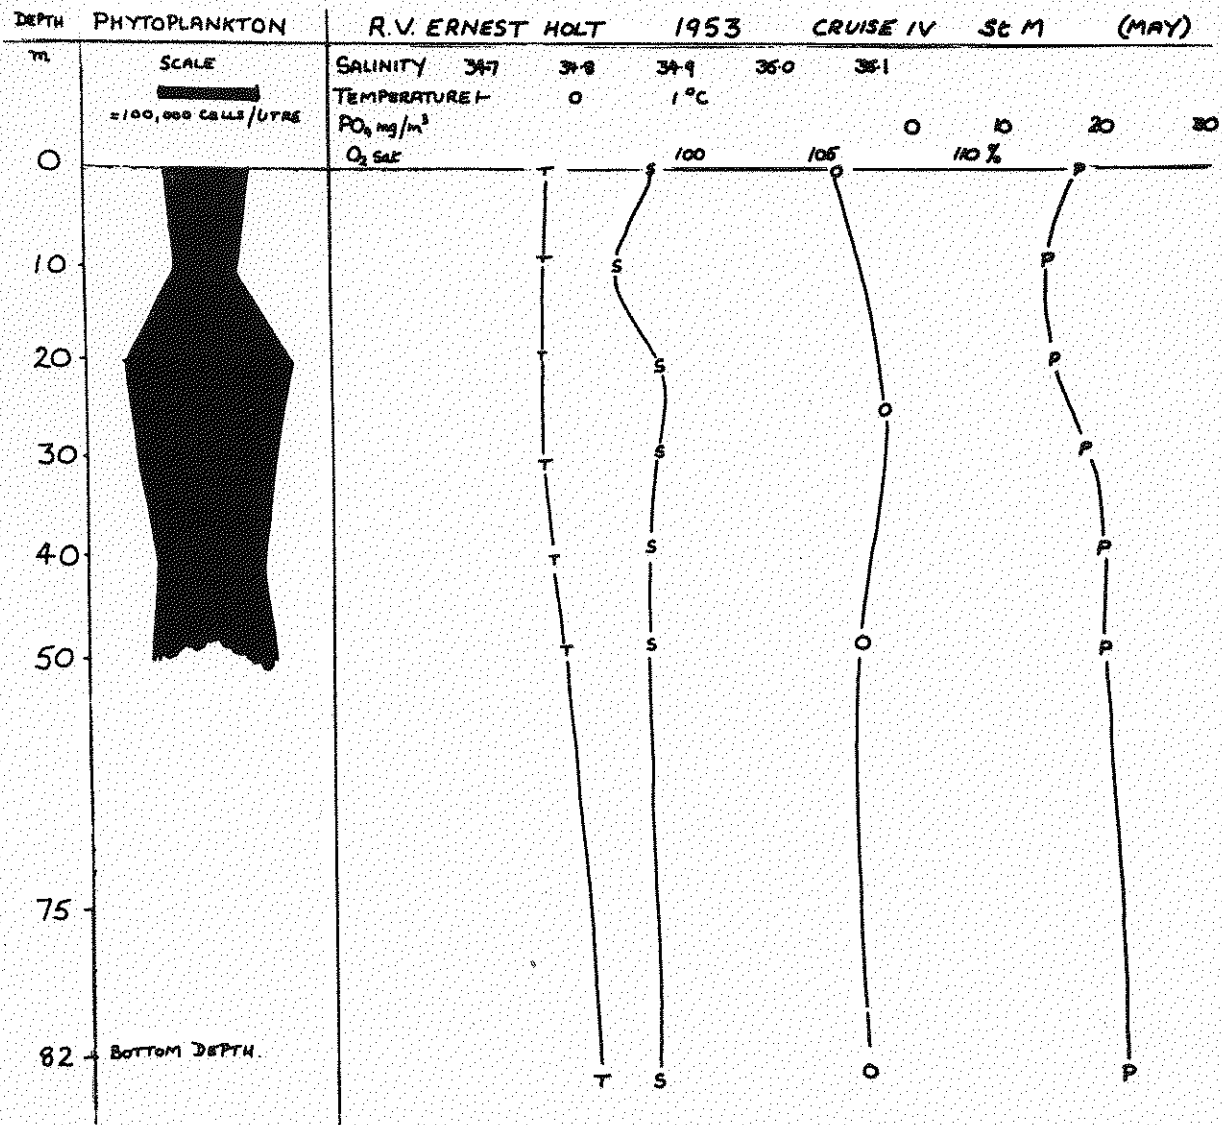 DEPTH PHYTOPLANKTON R.V. ERNEST HOLT 1953 CRUISE IV St M (MAY)
m SCALE SALINITY 34.7 34.8 34.9 35.0 35.1
TEMPERATURE 0 1°C
=100,000 CELLS/LITRE PO4 mg/m3 0 10 20 30
O2 sat 100 105 110 %
0 T S O P
10 T S P
20 T S P
O
30 T S P
40 T S P
50 T S O P
75
82 BOTTOM DEPTH.
T S O P